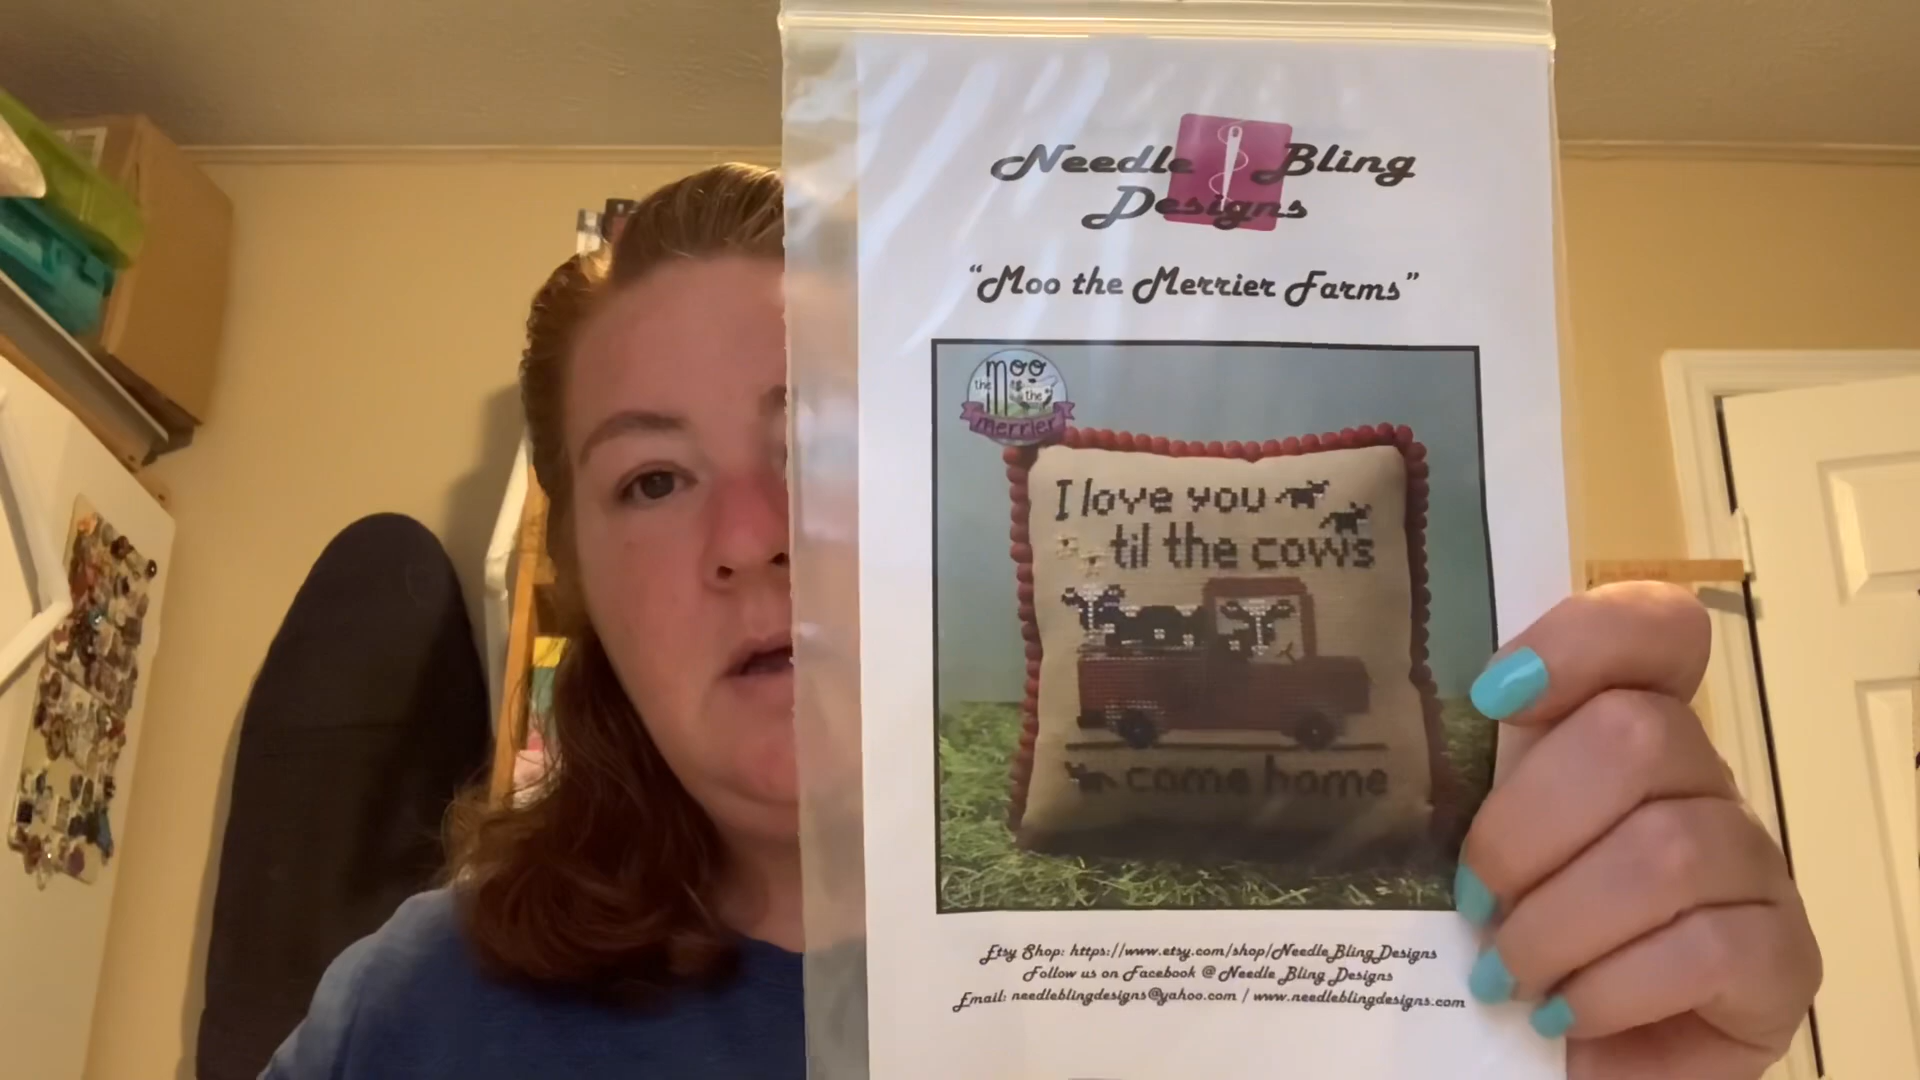 Needle Bling
Designs
"Moo the Merrier Farms"
moo
the
the
merrier
I love you
til the cows
come home
Etsy Shop: https://www.etsy.com/shop/NeedleBlingDesigns
Follow us on Facebook @ Needle Bling Designs
Email: needleblingdesigns@yahoo.com / www.needleblingdesigns.com